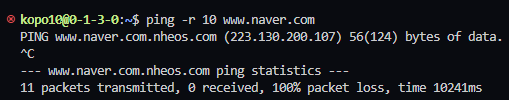 kopo10@0-1-3-0:~$ ping -r 10 www.naver.com
PING www.naver.com.nheos.com (223.130.200.107) 56(124) bytes of data.
^C
--- www.naver.com.nheos.com ping statistics ---
11 packets transmitted, 0 received, 100% packet loss, time 10241ms